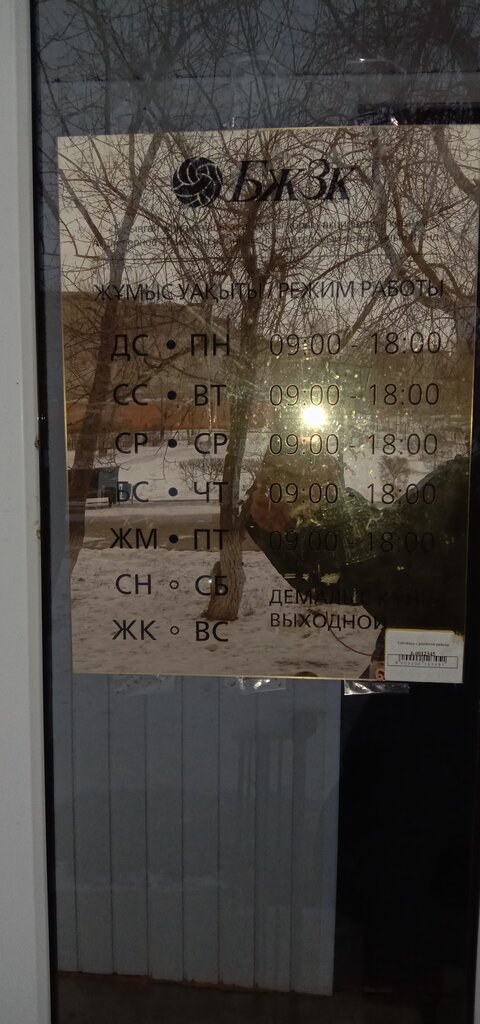 БжЗк
ЖҰМЫС УАҚЫТЫ / РЕЖИМ РАБОТЫ
ДС • ПН 09:00 - 18:00
СС • ВТ 09:00 - 18:00
СР • СР 09:00 - 18:00
БС • ЧТ 09:00 - 18:00
ЖМ • ПТ 09:00 - 18:00
СН ◦ СБ ДЕМАЛЫС КҮНІ
ЖК ◦ ВС ВЫХОДНОЙ